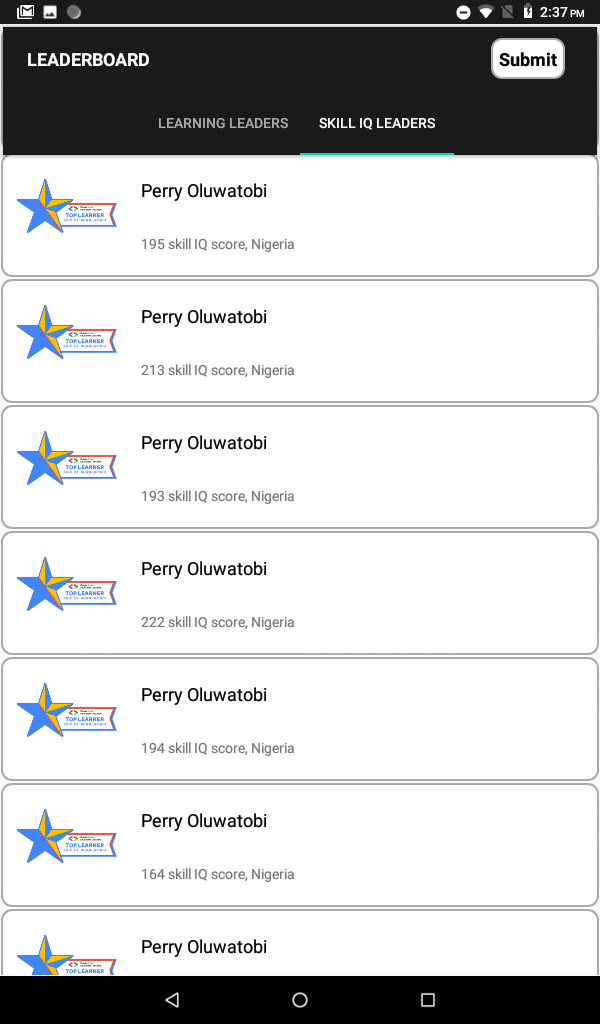 2:37 PM
LEADERBOARD
Submit
LEARNING LEADERS
SKILL IQ LEADERS
Perry Oluwatobi
TOP LEARNER
195 skill IQ score, Nigeria
Perry Oluwatobi
TOP LEARNER
213 skill IQ score, Nigeria
Perry Oluwatobi
TOP LEARNER
193 skill IQ score, Nigeria
Perry Oluwatobi
TOP LEARNER
222 skill IQ score, Nigeria
Perry Oluwatobi
TOP LEARNER
194 skill IQ score, Nigeria
Perry Oluwatobi
TOP LEARNER
164 skill IQ score, Nigeria
Perry Oluwatobi
TOP LEARNER